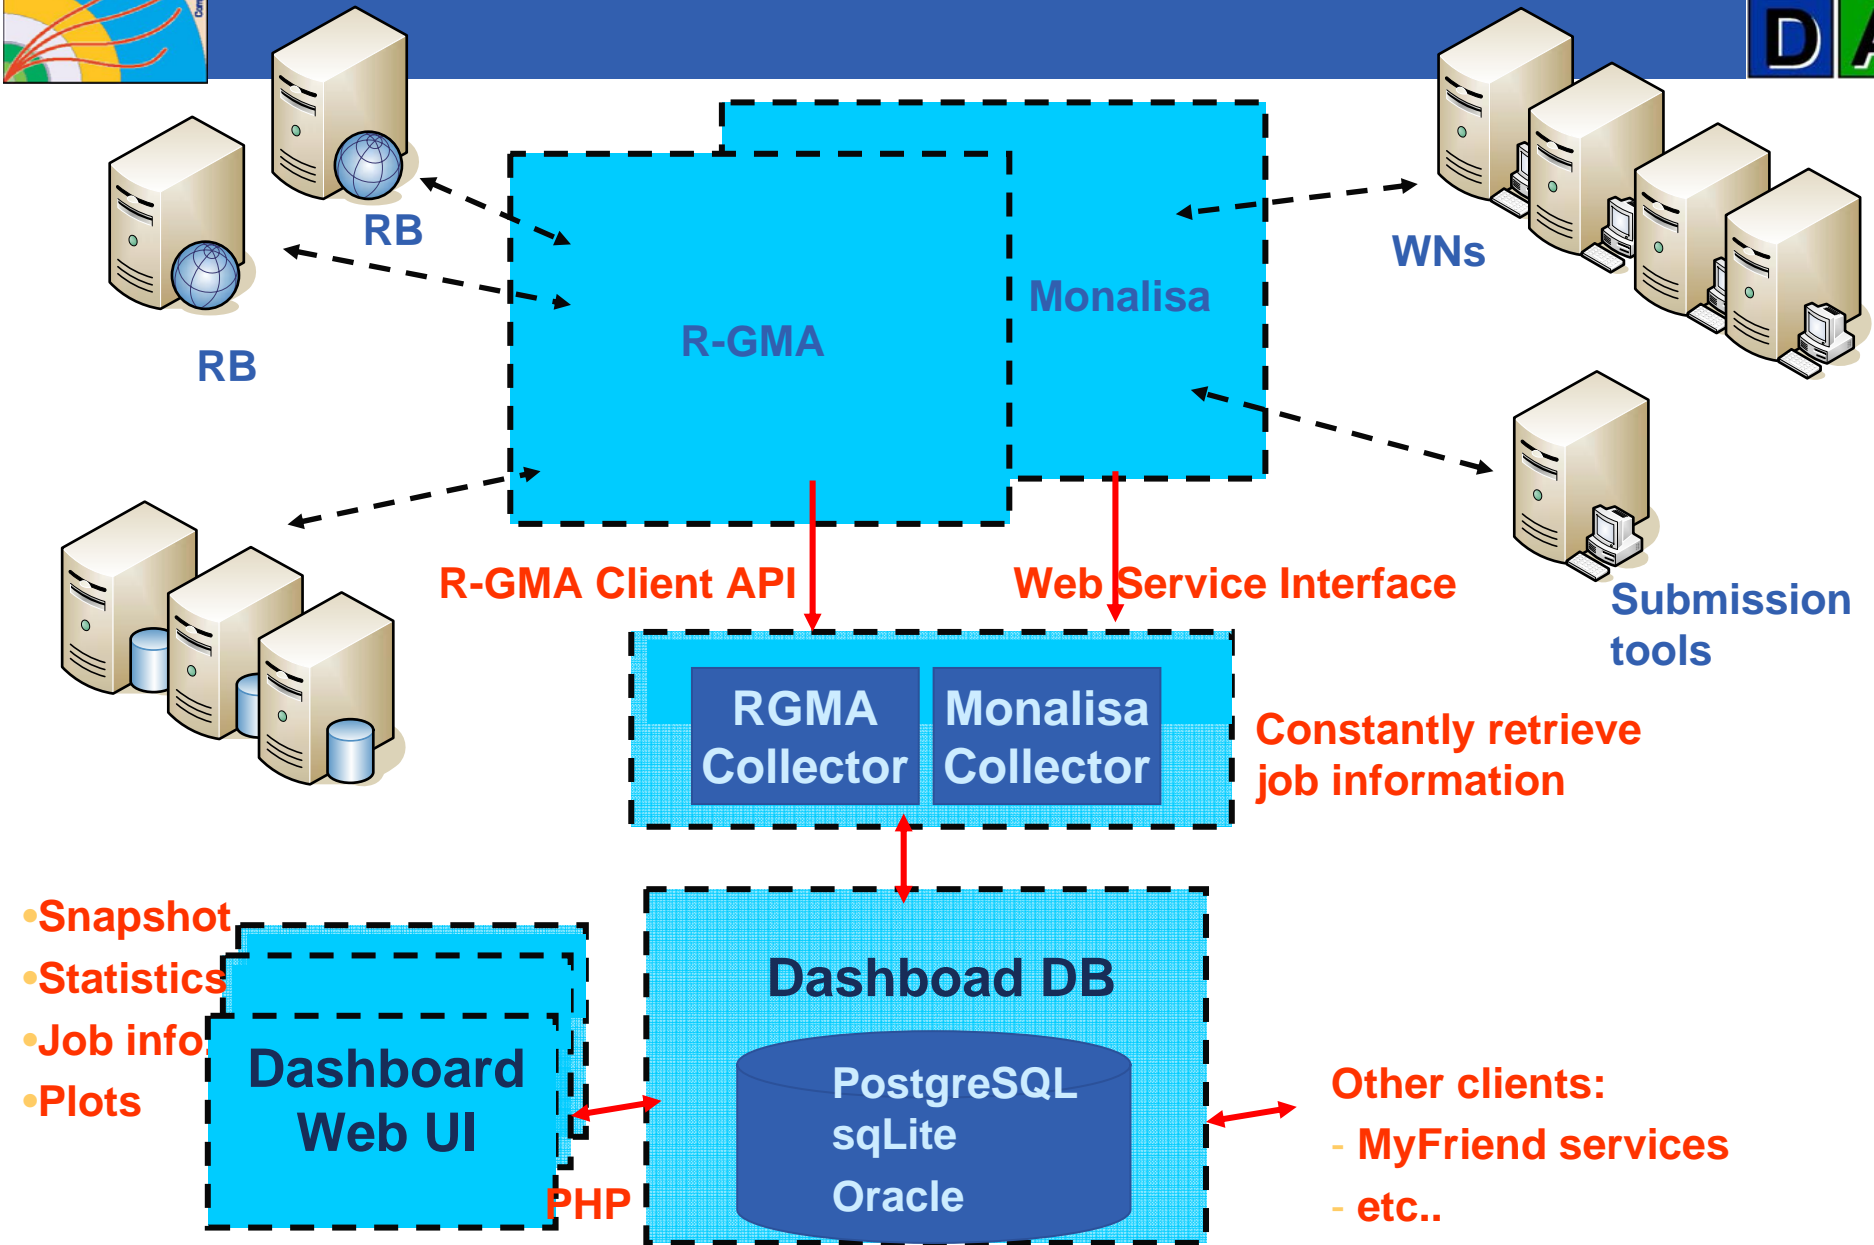 D A
RB
RB
WNs
Monalisa
R-GMA
R-GMA Client API
Web Service Interface
Submission
tools
RGMA
Collector
Monalisa
Collector
Constantly retrieve
job information
•Snapshot
•Statistics
•Job info
•Plots
Dashboard
Web UI
PHP
Dashboad DB
PostgreSQL
sqLite
Oracle
Other clients:
- MyFriend services
- etc..